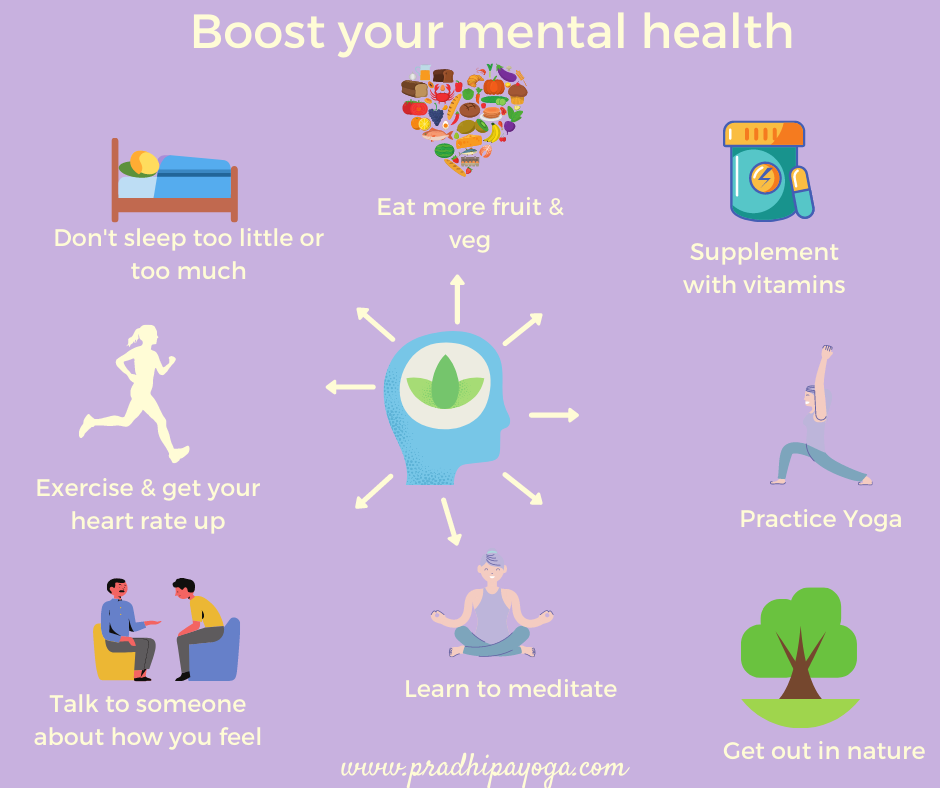 Boost your mental health
Eat more fruit &
veg
Don't sleep too little or
too much
Supplement
with vitamins
Exercise & get your
heart rate up
Practice Yoga
Talk to someone
about how you feel
Learn to meditate
Get out in nature
www.pradhipayoga.com